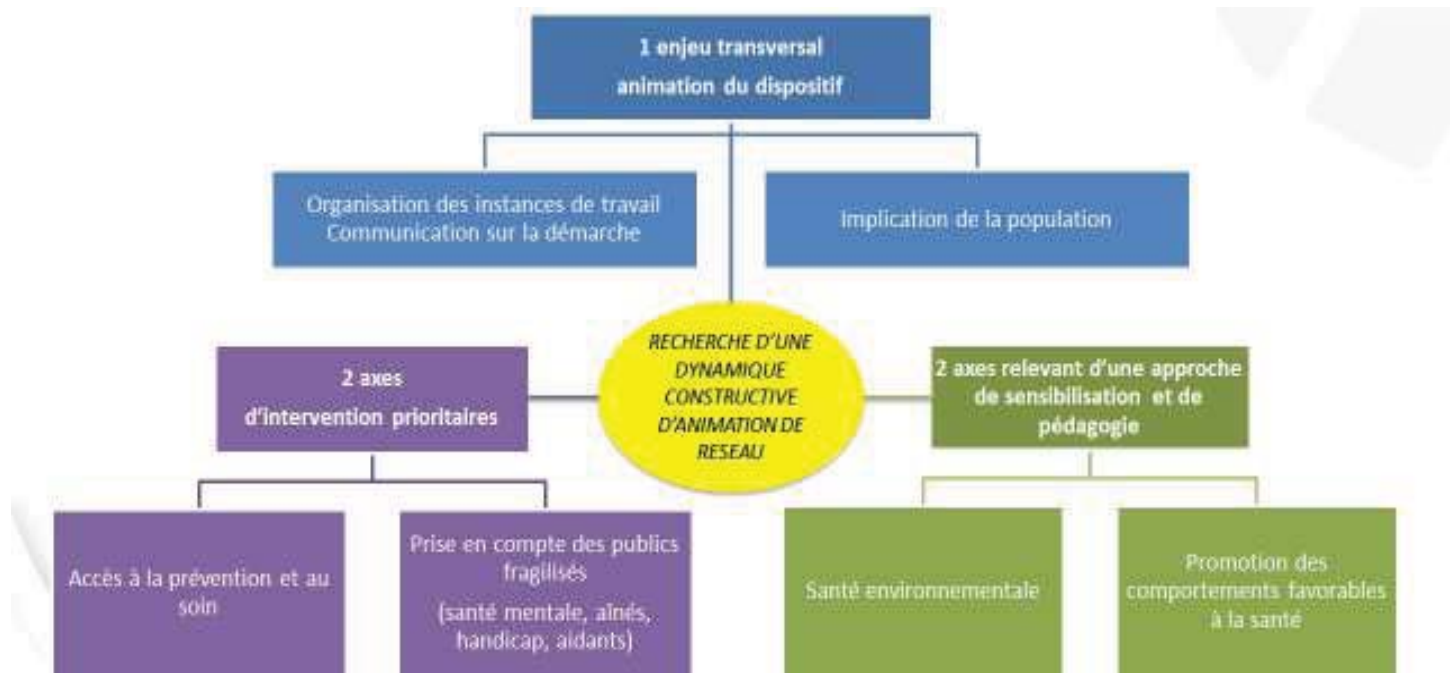 1 enjeu transversal
animation du dispositif
Organisation des instances de travail
Communication sur la démarche
Implication de la population
RECHERCHE D'UNE
DYNAMIQUE
CONSTRUCTIVE
D'ANIMATION DE
RESEAU
2 axes
d'intervention prioritaires
2 axes relevant d'une approche
de sensibilisation et de
pédagogie
Accès à la prévention et au
soin
Prise en compte des publics
fragilisés
(santé mentale, aînés,
handicap, aidants)
Santé environnementale
Promotion des
comportements favorables
à la santé